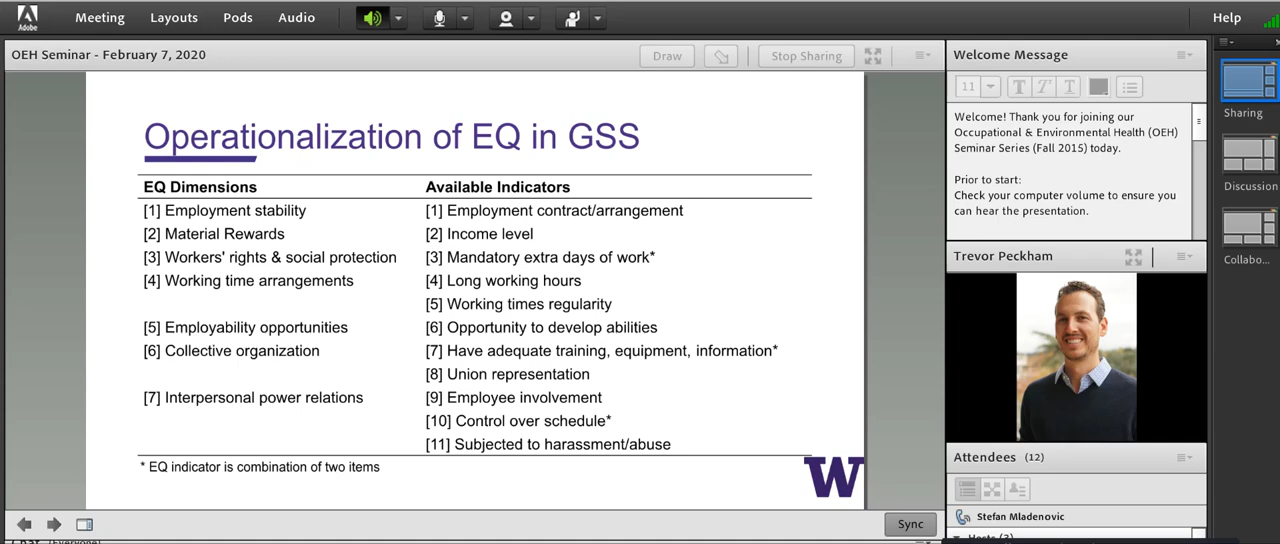 Adobe
Meeting Layouts Pods Audio Help
OEH Seminar - February 7, 2020
Draw
Stop Sharing
Operationalization of EQ in GSS
EQ Dimensions Available Indicators
[1] Employment stability [1] Employment contract/arrangement
[2] Material Rewards [2] Income level
[3] Workers' rights & social protection [3] Mandatory extra days of work*
[4] Working time arrangements [4] Long working hours
[5] Working times regularity
[5] Employability opportunities [6] Opportunity to develop abilities
[6] Collective organization [7] Have adequate training, equipment, information*
[8] Union representation
[7] Interpersonal power relations [9] Employee involvement
[10] Control over schedule*
[11] Subjected to harassment/abuse
* EQ indicator is combination of two items
W
Sync
Welcome Message
11 T T T
Welcome! Thank you for joining our
Occupational & Environmental Health (OEH)
Seminar Series (Fall 2015) today.
Prior to start:
Check your computer volume to ensure you
can hear the presentation.
Trevor Peckham
Attendees (12)
Stefan Mladenovic
Hosts (3)
Sharing
Discussion
Collabo...
Chat (Everyone)